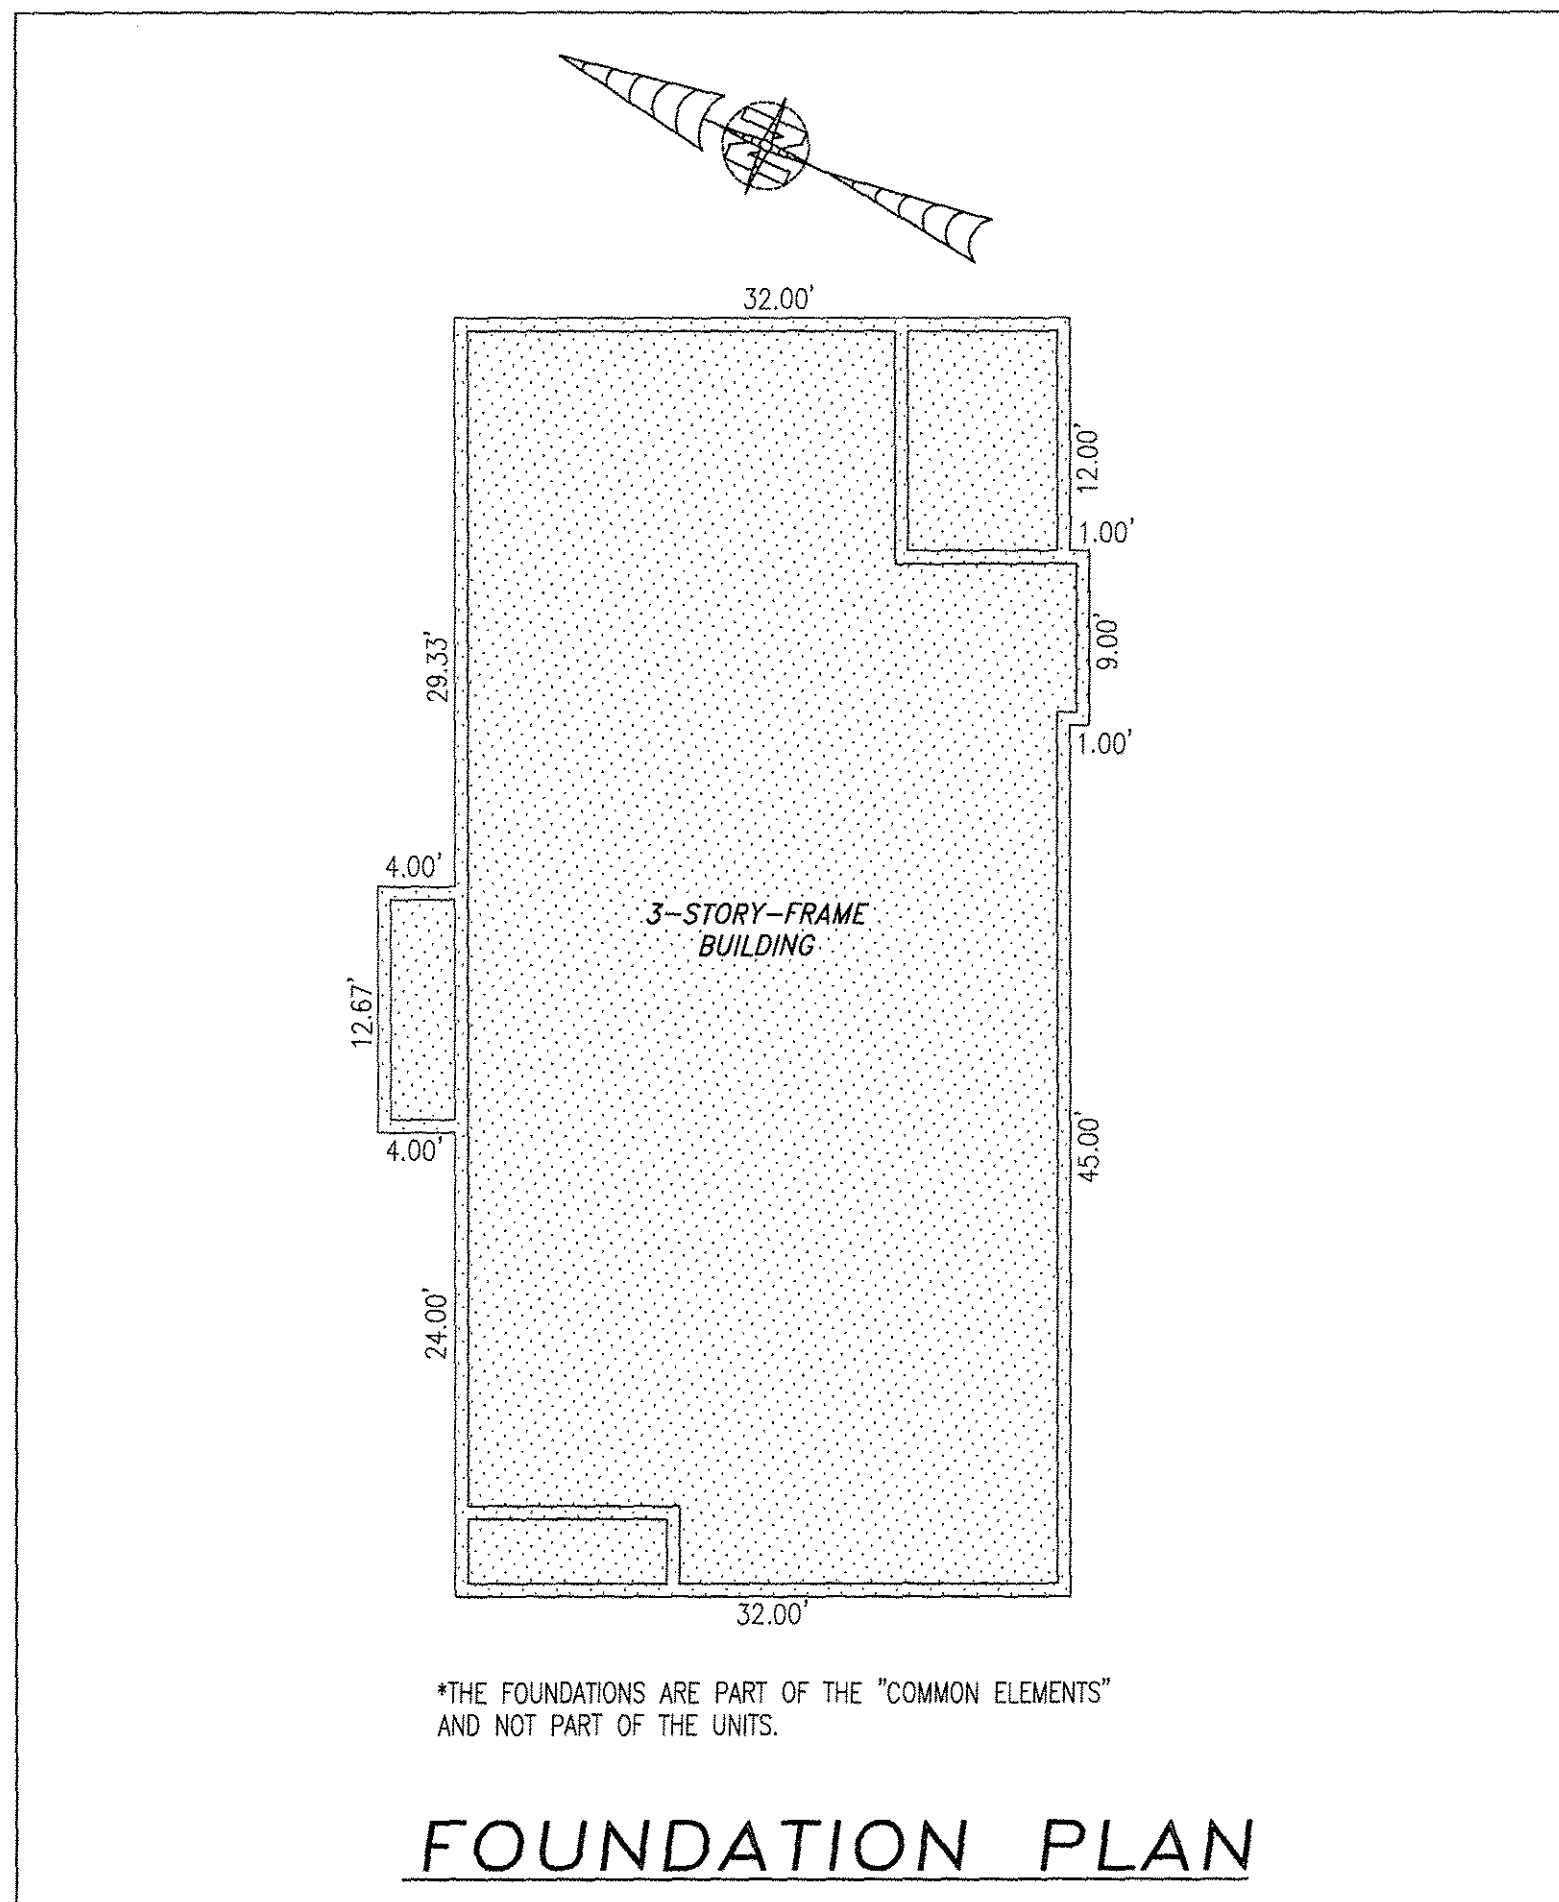 32.00'
12.00'
1.00'
9.00'
29.33'
1.00'
4.00'
3-STORY-FRAME
BUILDING
12.67'
4.00'
45.00'
24.00'
32.00'
*THE FOUNDATIONS ARE PART OF THE "COMMON ELEMENTS"
AND NOT PART OF THE UNITS.
FOUNDATION PLAN